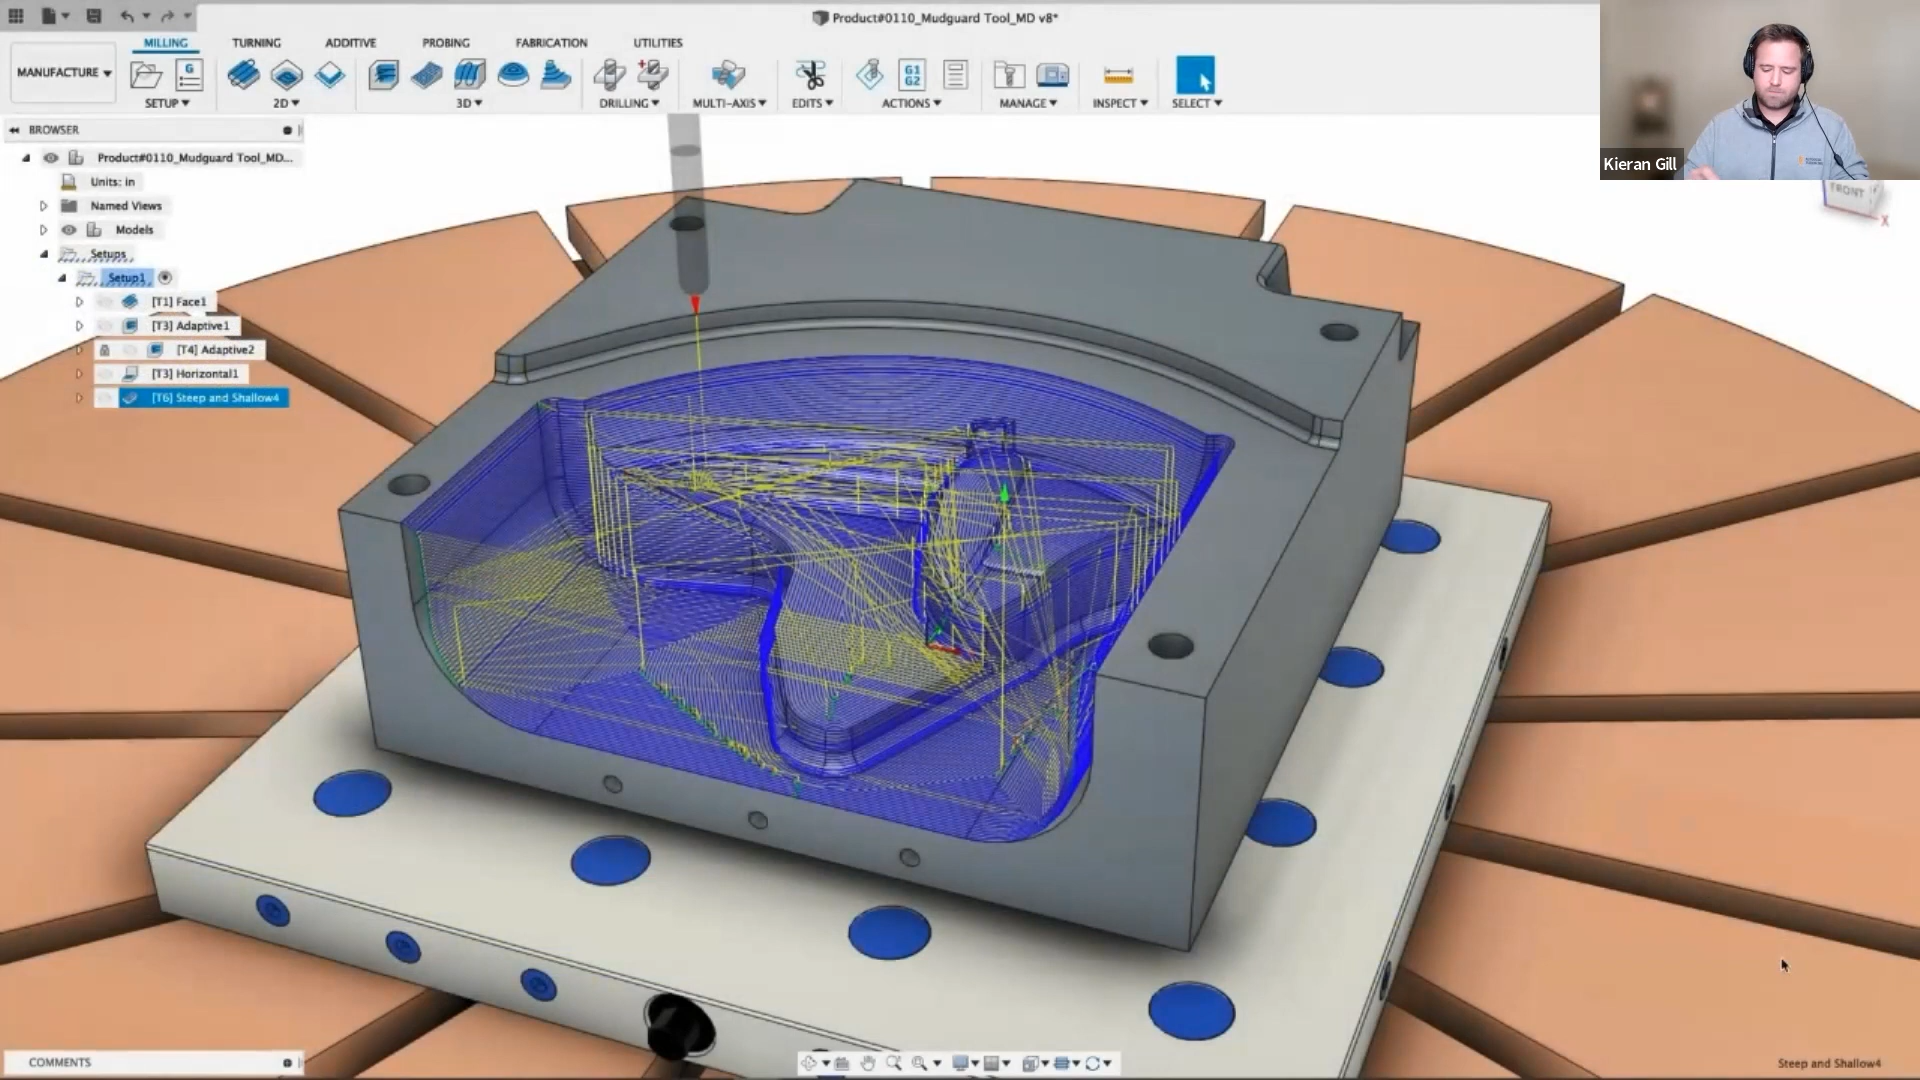 Product#0110_Mudguard Tool_MD v8*
MILLING TURNING ADDITIVE PROBING FABRICATION UTILITIES
MANUFACTURE
G
G1
G2
SETUP 2D 3D DRILLING MULTI-AXIS EDITS ACTIONS MANAGE INSPECT SELECT
Kieran Gill
BROWSER
Product#0110_Mudguard Tool_MD...
Units: in
Named Views
Models
Setups
Setup1
[T1] Face1
[T3] Adaptive1
[T4] Adaptive2
[T3] Horizontal1
[T6] Steep and Shallow4
FRONT
X
COMMENTS
Steep and Shallow4